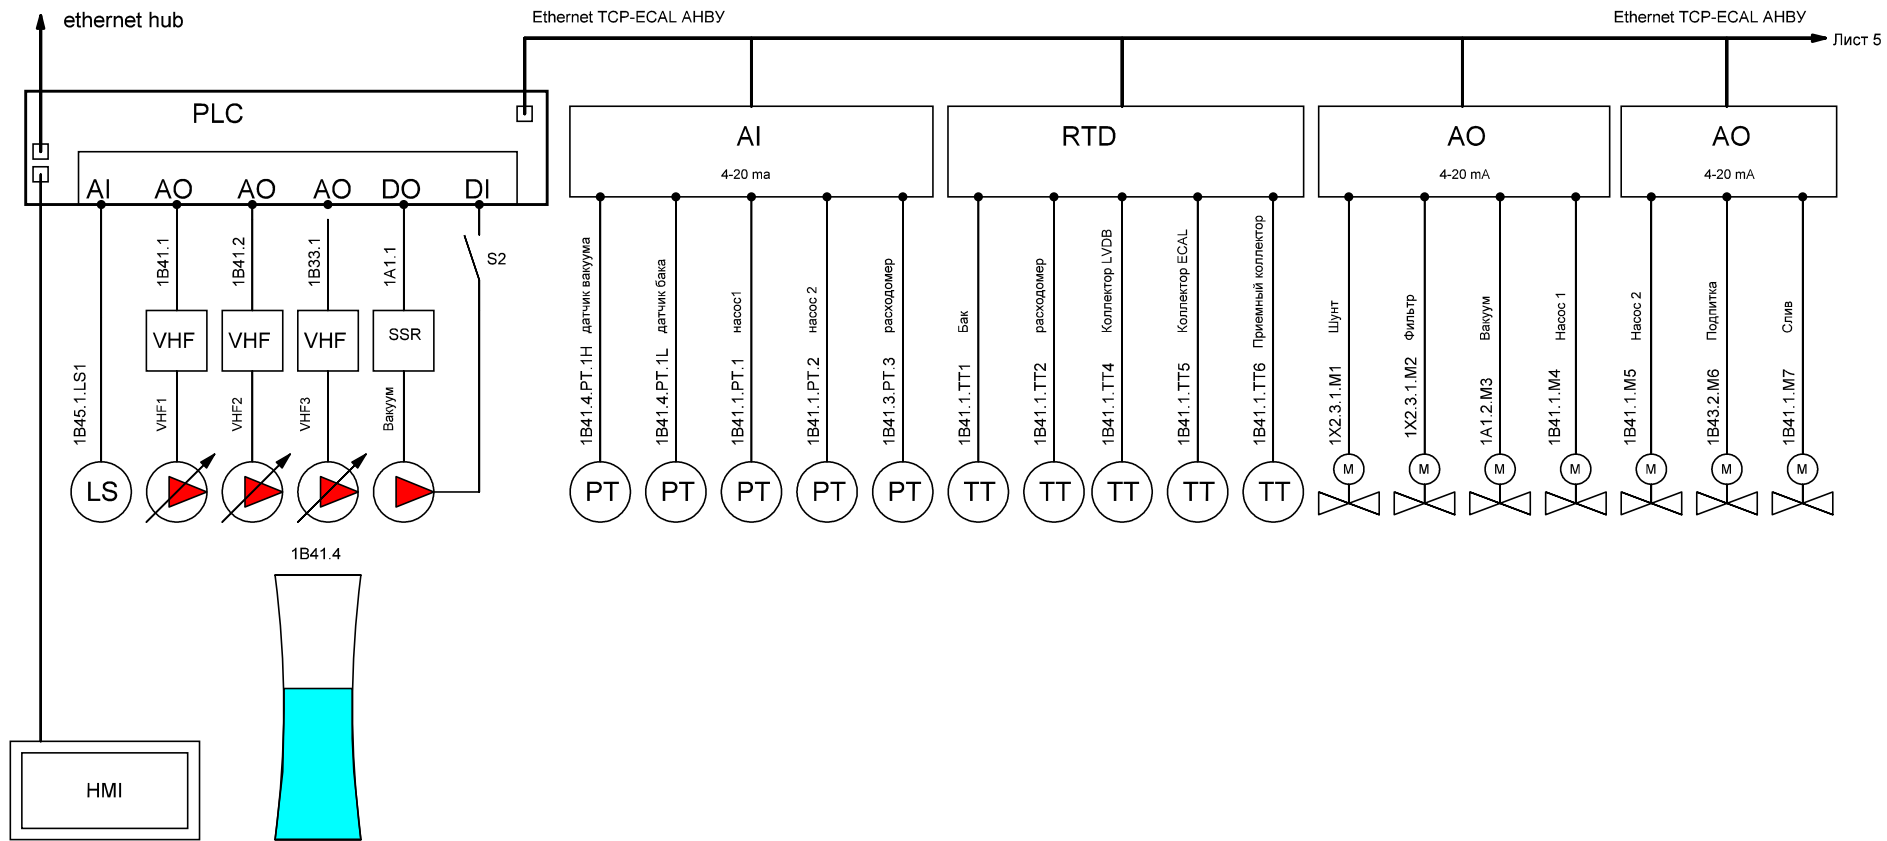 ethernet hub
Ethernet TCP-ECAL АНВУ
Ethernet TCP-ECAL АНВУ
Лист 5
PLC
AI
AO
AO
AO
DO
DI
AI
4-20 ma
RTD
AO
4-20 mA
AO
4-20 mA
1B45.1.LS1
1B41.1
1B41.2
1B33.1
1A1.1
S2
VHF
VHF
VHF
SSR
VHF1
VHF2
VHF3
Вакуум
LS
1B41.4.PT.1H датчик вакуума
1B41.4.PT.1L датчик бака
1B41.1.PT.1 насос1
1B41.1.PT.2 насос 2
1B41.3.PT.3 расходомер
1B41.1.TT1 Бак
1B41.1.TT2 расходомер
1B41.1.TT4 Коллектор LVDB
1B41.1.TT5 Коллектор ECAL
1B41.1.TT6 Приемный коллектор
1X2.3.1.M1 Шунт
1X2.3.1.M2 Фильтр
1A1.2.M3 Вакуум
1B41.1.M4 Насос 1
1B41.1.M5 Насос 2
1B43.2.M6 Подпитка
1B41.1.M7 Слив
PT
PT
PT
PT
PT
TT
TT
TT
TT
TT
M
M
M
M
M
M
M
1B41.4
HMI